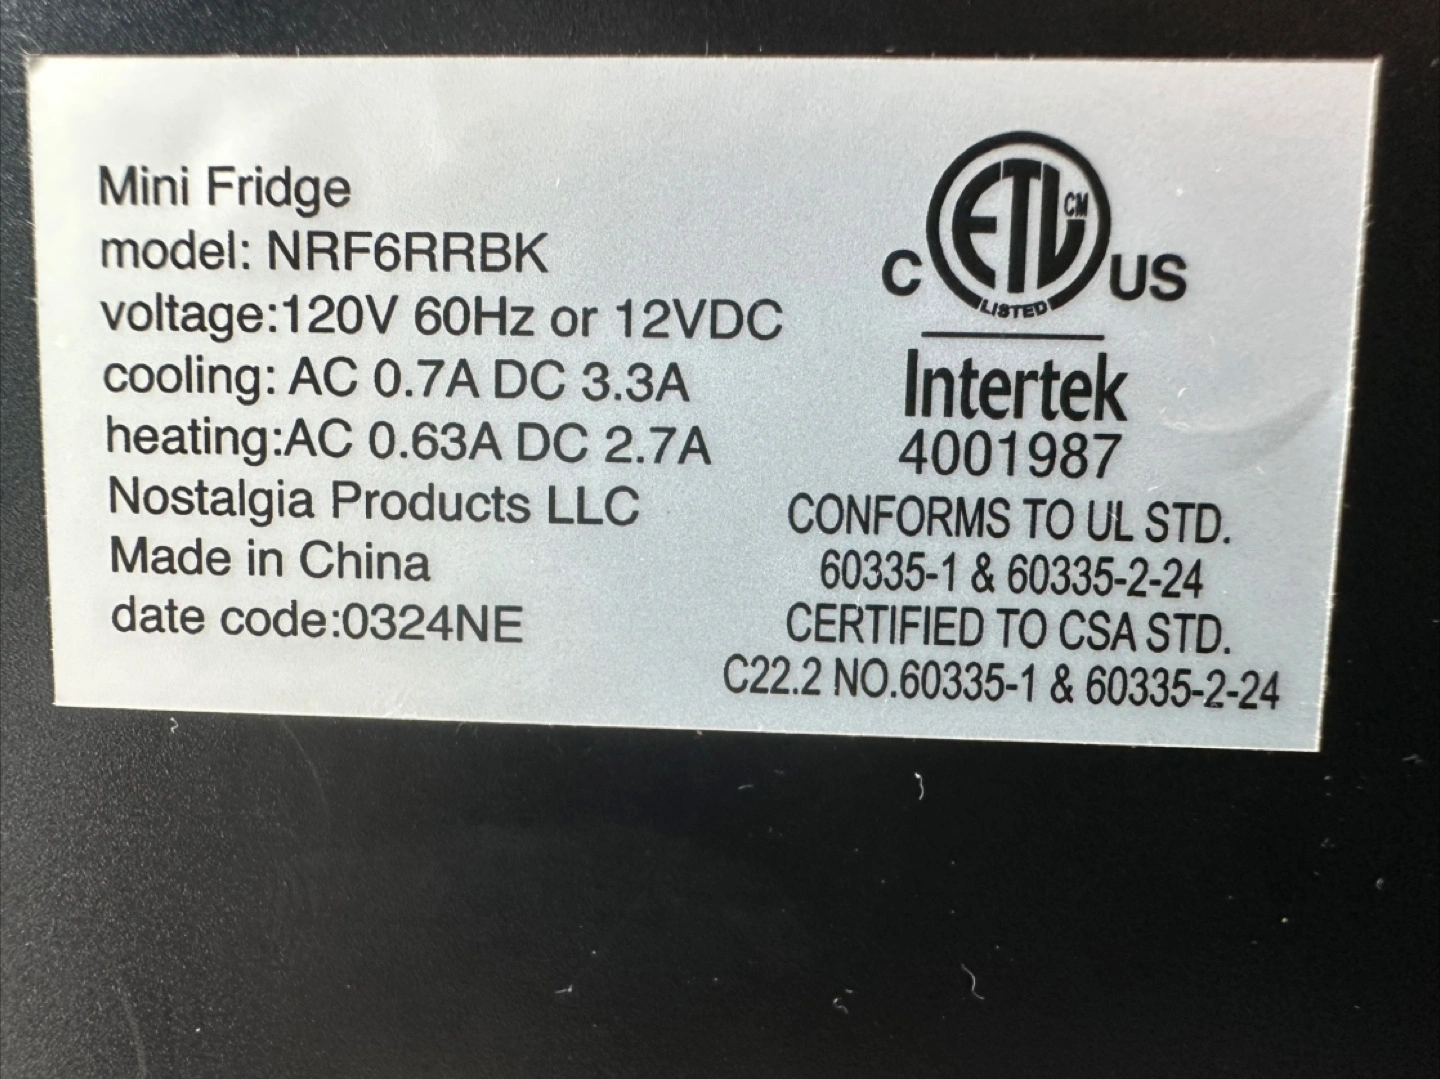 Mini Fridge
model: NRF6RRBK
voltage:120V 60Hz or 12VDC
cooling: AC 0.7A DC 3.3A
heating:AC 0.63A DC 2.7A
Nostalgia Products LLC
Made in China
date code:0324NE
C ETL CM US
LISTED
Intertek
4001987
CONFORMS TO UL STD.
60335-1 & 60335-2-24
CERTIFIED TO CSA STD.
C22.2 NO.60335-1 & 60335-2-24